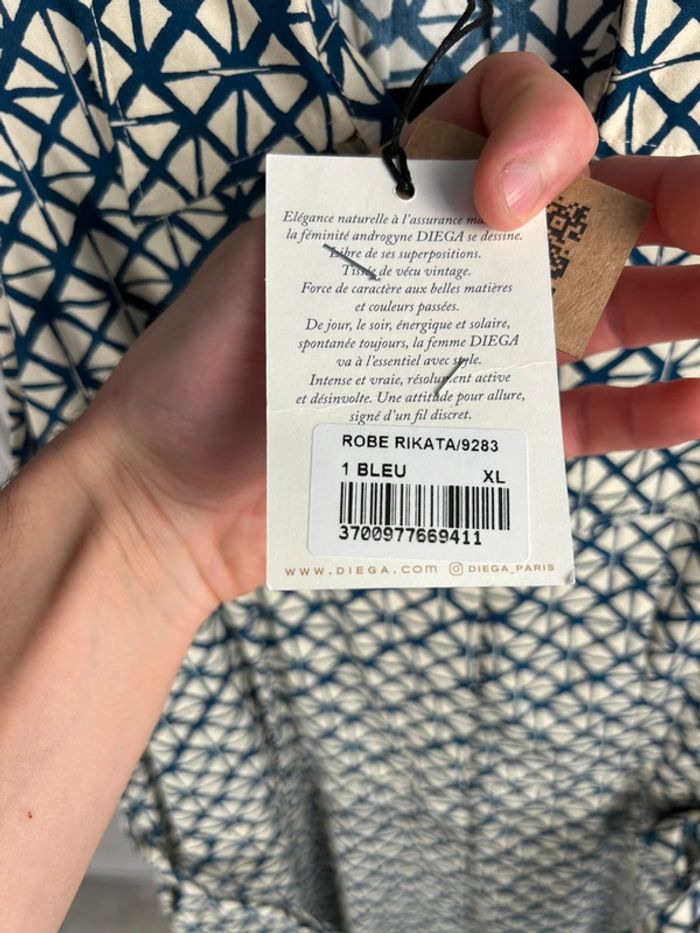 Elégance naturelle à l'assurance
la féminité androgyne DIEGA se dessine.
Libre de ses superpositions.
Tissée de vécu vintage.
Force de caractère aux belles matières
et couleurs passées.
De jour, le soir, énergique et solaire,
spontanée toujours, la femme DIEGA
va à l'essentiel avec style.
Intense et vraie, résolument active
et désinvolte. Une attitude pour allure,
signé d'un fil discret.
ROBE RIKATA/9283
1 BLEU XL
3700977669411
WWW.DIEGA.COM DIEGA_PARIS